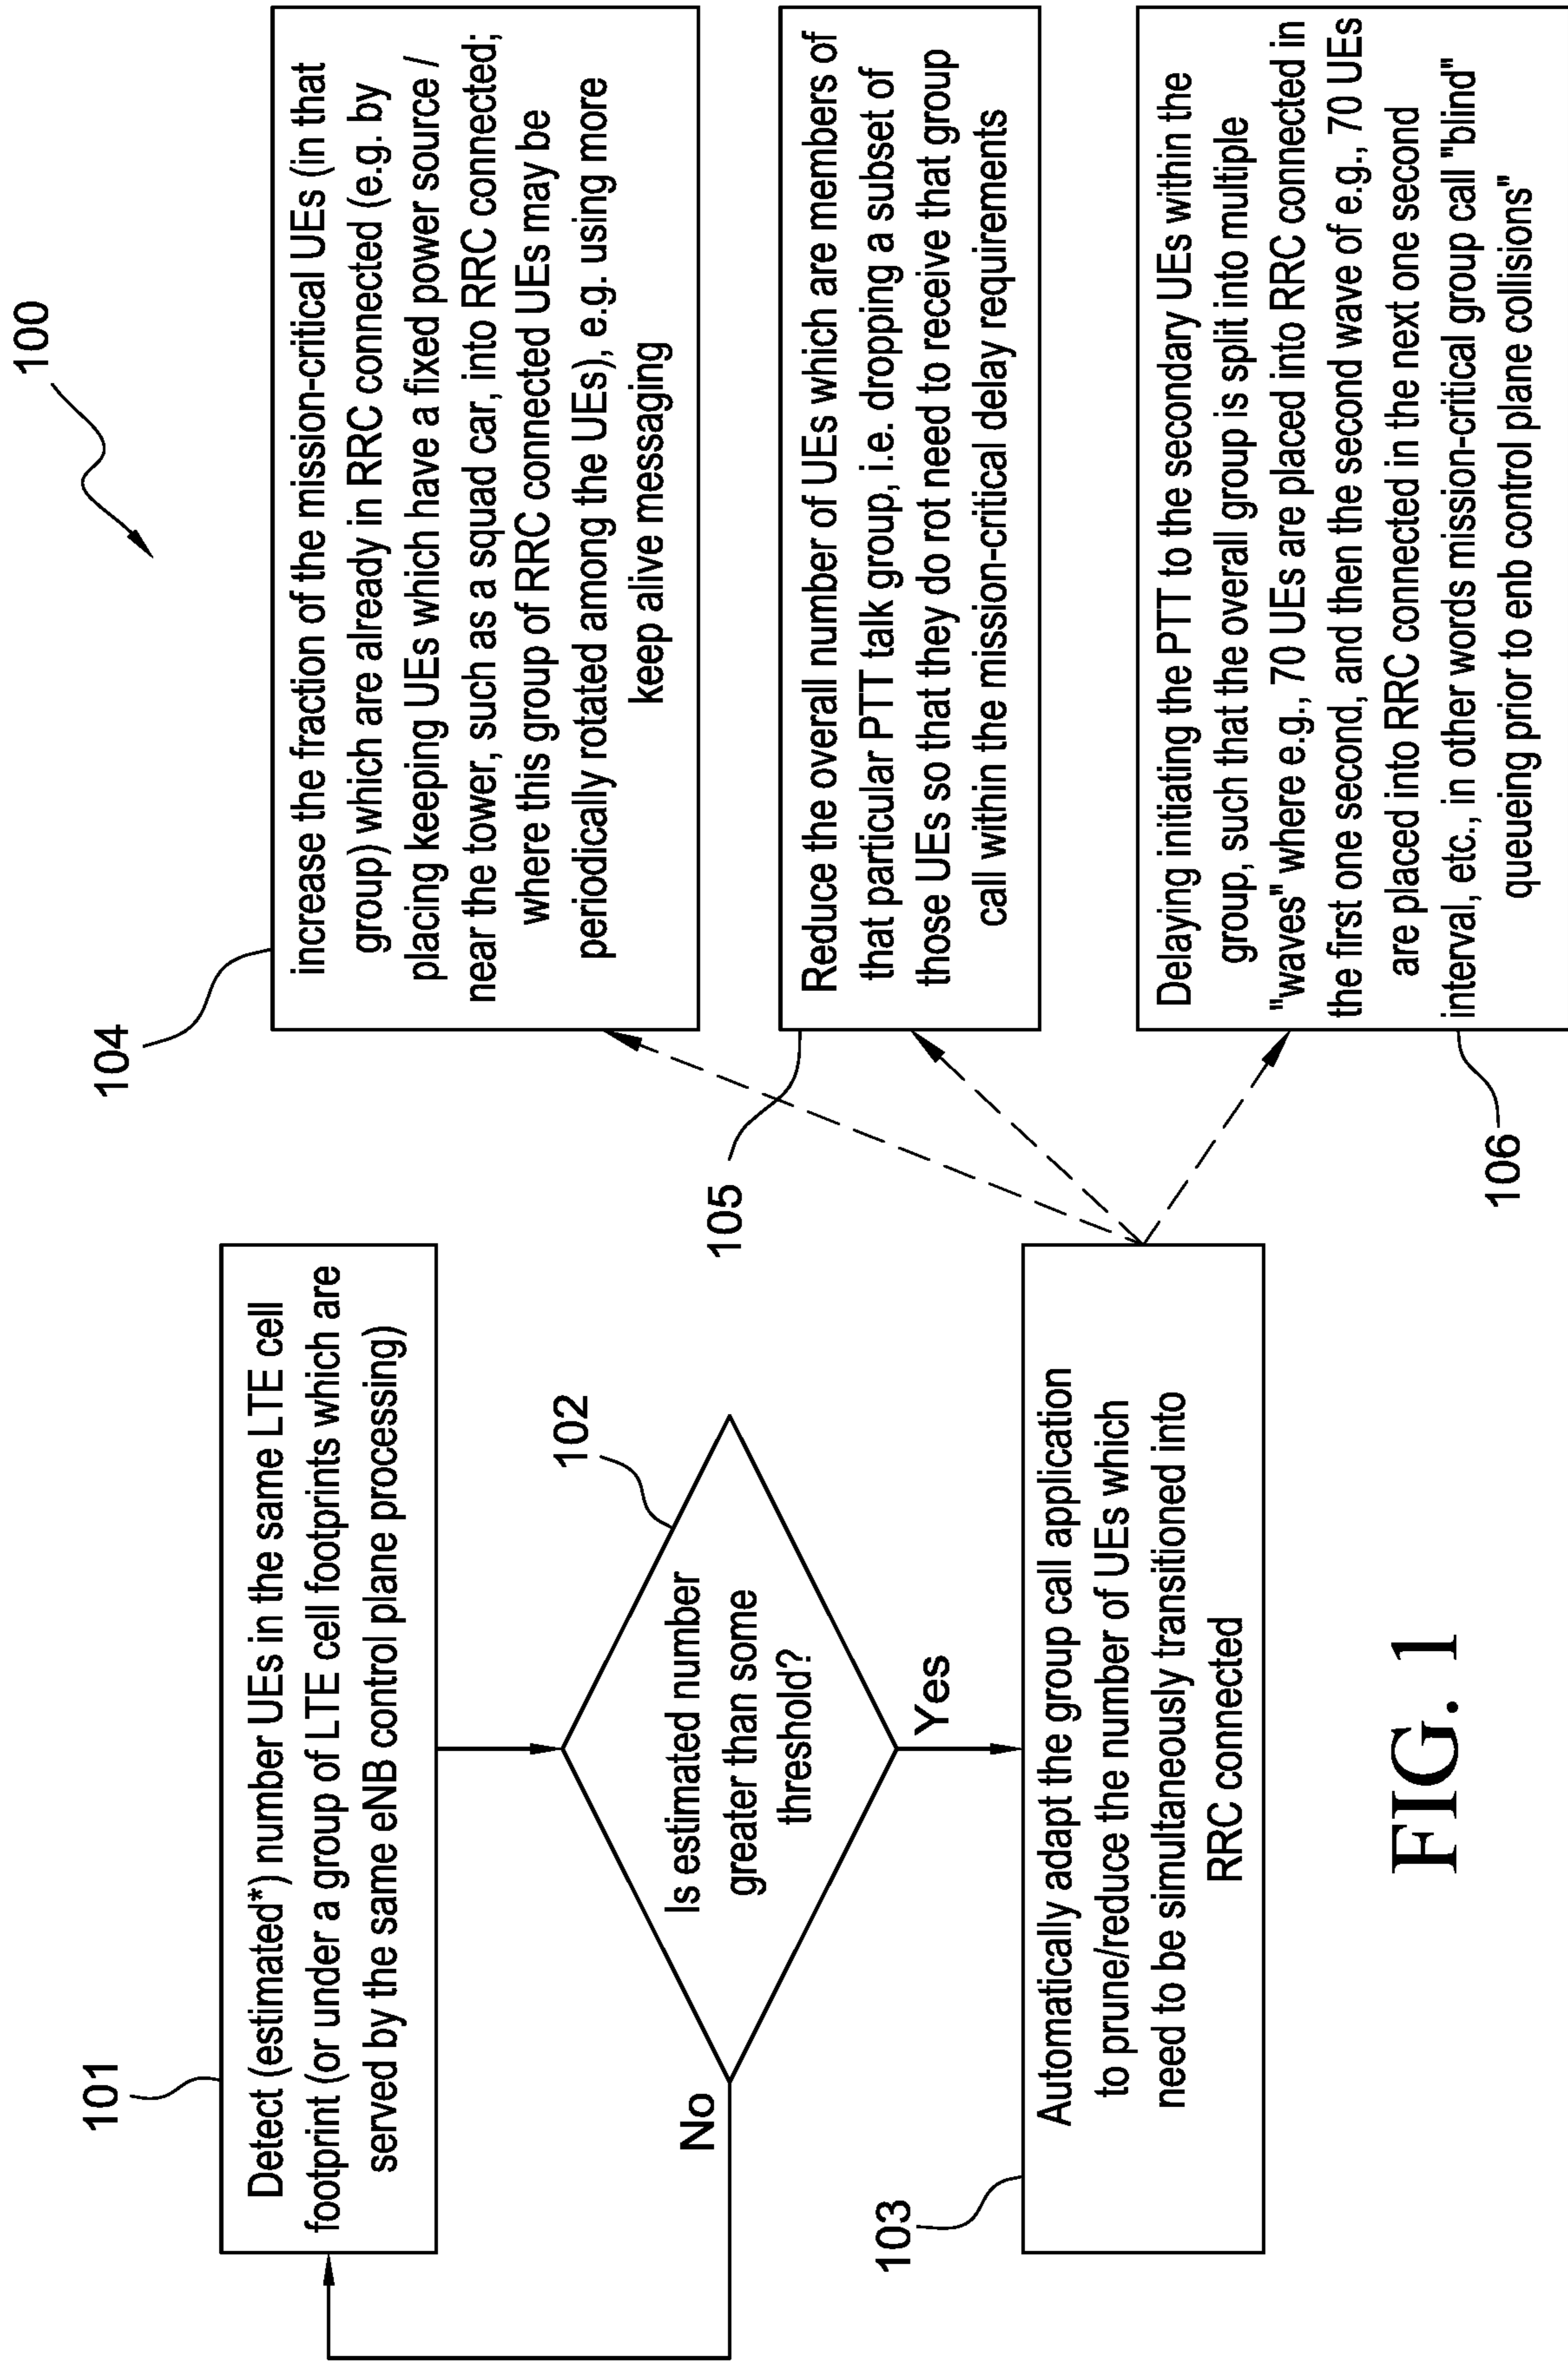 100
101
Detect (estimated*) number UEs in the same LTE cell
footprint (or under a group of LTE cell footprints which are
served by the same eNB control plane processing)
102
Is estimated number
greater than some
threshold?
No
Yes
103
Automatically adapt the group call application
to prune/reduce the number of UEs which
need to be simultaneously transitioned into
RRC connected
104
increase the fraction of the mission-critical UEs (in that
group) which are already in RRC connected (e.g. by
placing keeping UEs which have a fixed power source /
near the tower, such as a squad car, into RRC connected;
where this group of RRC connected UEs may be
periodically rotated among the UEs), e.g. using more
keep alive messaging
105
Reduce the overall number of UEs which are members of
that particular PTT talk group, i.e. dropping a subset of
those UEs so that they do rot need to receive that group
call within the mission-critical delay requirements
106
Delaying initiating the PTT to the secondary UEs within the
group, such that the overall group is split into multiple
"waves" where e.g., 70 UEs are placed into RRC connected in
the first one second, and then the second wave of e.g., 70 UEs
are placed into RRC connected in the next one second
interval, etc., in other words mission-critical group call "blind"
queueing prior to enb control plane collisions"
FIG. 1